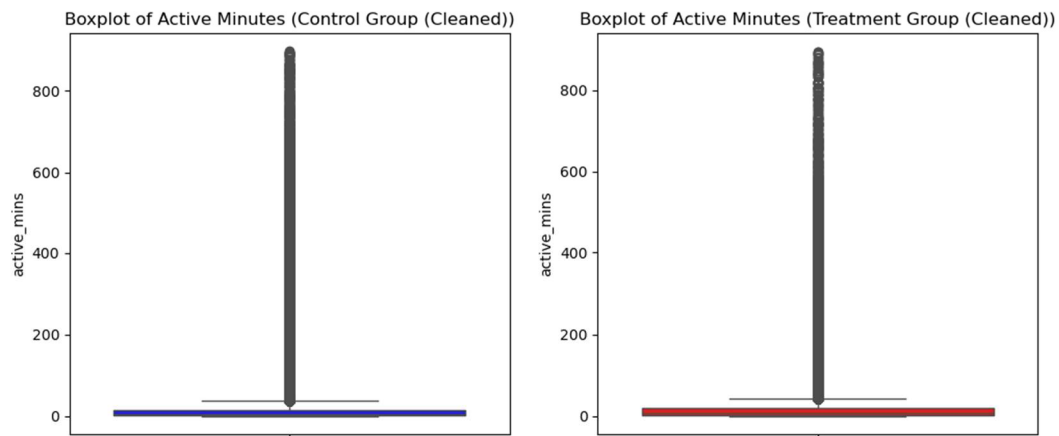 Boxplot of Active Minutes (Control Group (Cleaned))
800
600
400
200
0
active_mins
Boxplot of Active Minutes (Treatment Group (Cleaned))
800
600
400
200
0
active_mins